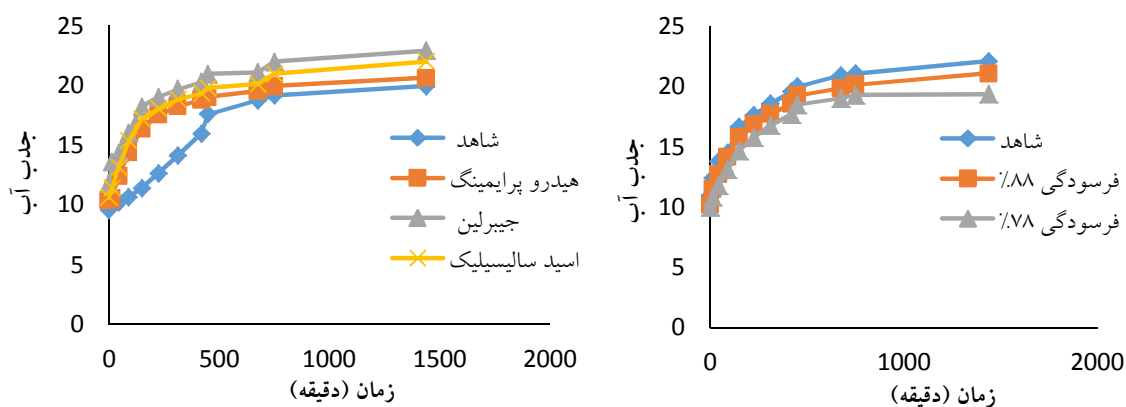 25
20
15
10
5
0
جذب آب
0
500
1000
1500
2000
زمان (دقیقه)
شاهد
هیدرو پرایمینگ
جیبرلین
اسید سالیسیلیک
25
20
15
10
5
0
جذب آب
0
1000
2000
زمان (دقیقه)
شاهد
فرسودگی ۸۸٪
فرسودگی ۷۸٪